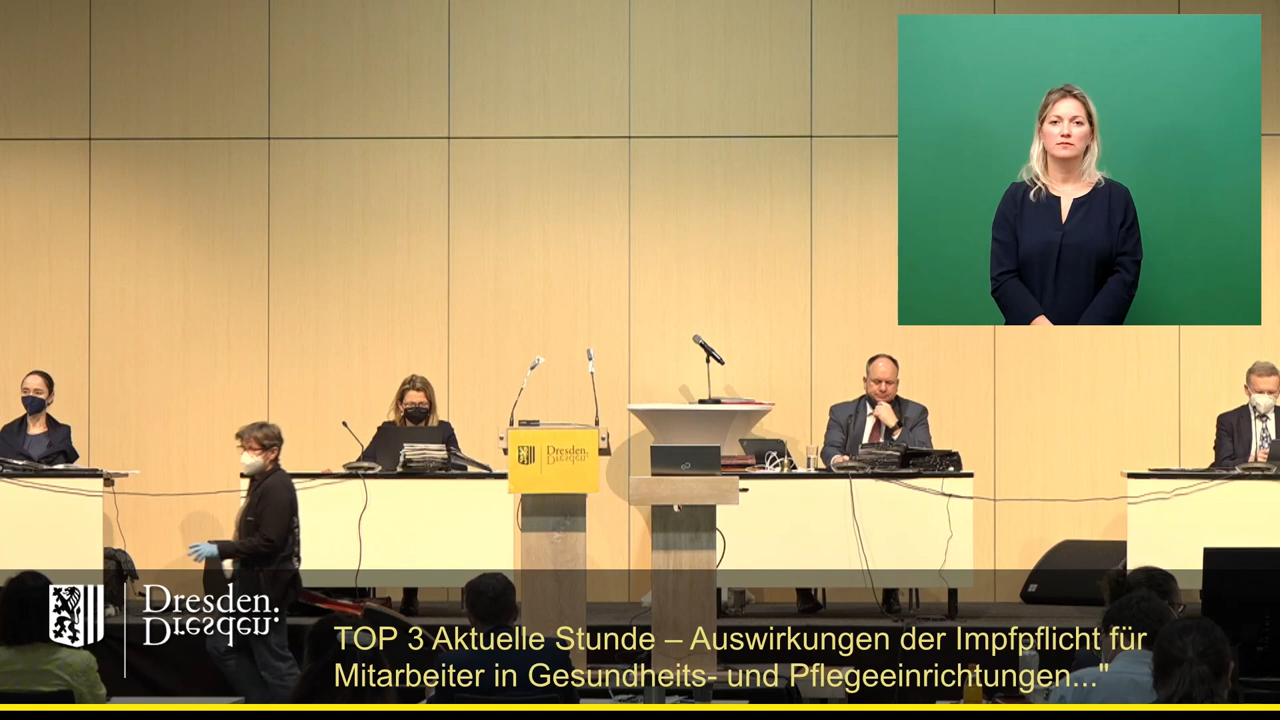 Dresden.
Dresden.
Dresden.
Dresden.
TOP 3 Aktuelle Stunde – Auswirkungen der Impfpflicht für
Mitarbeiter in Gesundheits- und Pflegeeinrichtungen..."